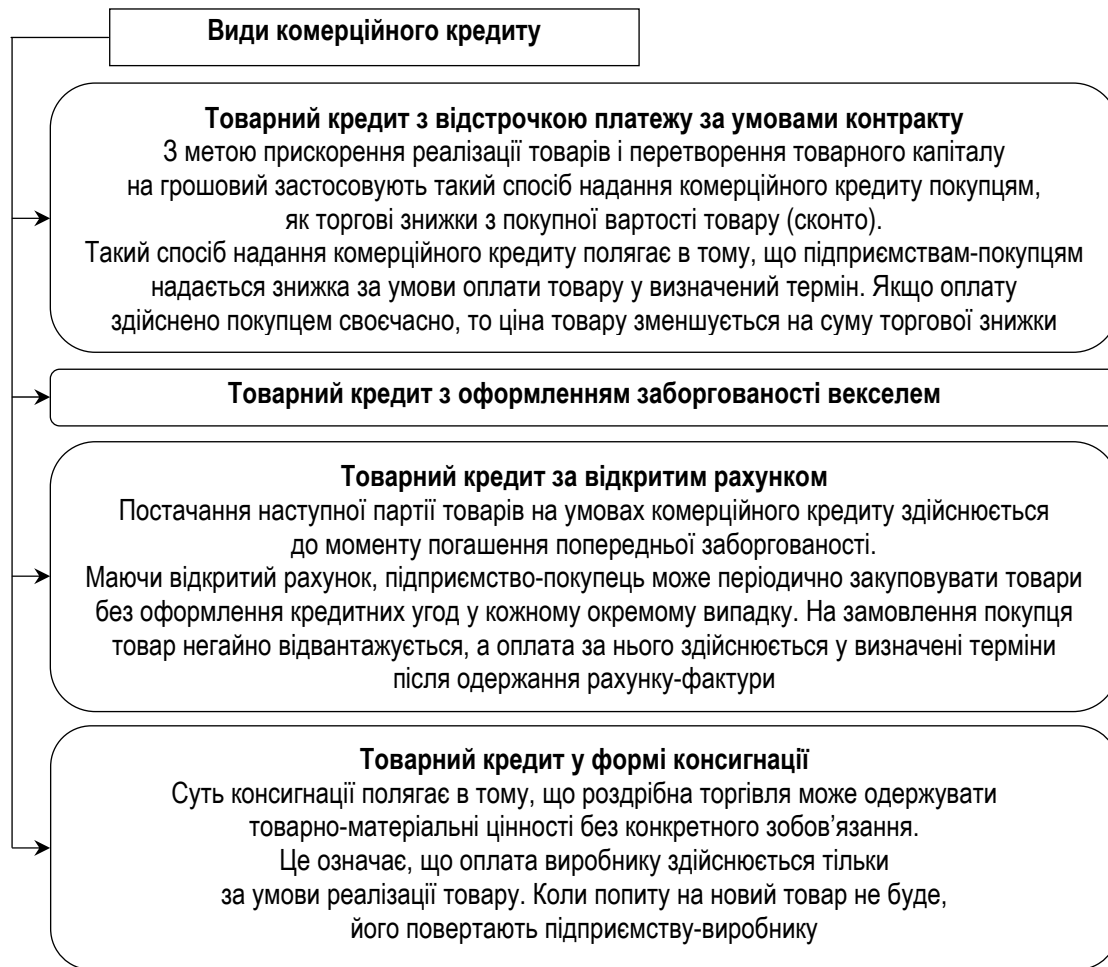 Види комерційного кредиту
Товарний кредит з відстрочкою платежу за умовами контракту
З метою прискорення реалізації товарів і перетворення товарного капіталу
на грошовий застосовують такий спосіб надання комерційного кредиту покупцям,
як торгові знижки з покупної вартості товару (сконто).
Такий спосіб надання комерційного кредиту полягає в тому, що підприємствам-покупцям
надається знижка за умови оплати товару у визначений термін. Якщо оплату
здійснено покупцем своєчасно, то ціна товару зменшується на суму торгової знижки
Товарний кредит з оформленням заборгованості векселем
Товарний кредит за відкритим рахунком
Постачання наступної партії товарів на умовах комерційного кредиту здійснюється
до моменту погашення попередньої заборгованості.
Маючи відкритий рахунок, підприємство-покупець може періодично закуповувати товари
без оформлення кредитних угод у кожному окремому випадку. На замовлення покупця
товар негайно відвантажується, а оплата за нього здійснюється у визначені терміни
після одержання рахунку-фактури
Товарний кредит у формі консигнації
Суть консигнації полягає в тому, що роздрібна торгівля може одержувати
товарно-матеріальні цінності без конкретного зобов’язання.
Це означає, що оплата виробнику здійснюється тільки
за умови реалізації товару. Коли попиту на новий товар не буде,
його повертають підприємству-виробнику